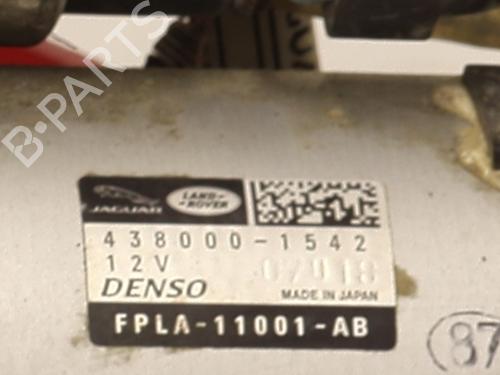 B-PARTS
JAGUAR
LAND-
-ROVER
438000-1542
12V
DENSO
MADE IN JAPAN
FPLA-11001-AB
87